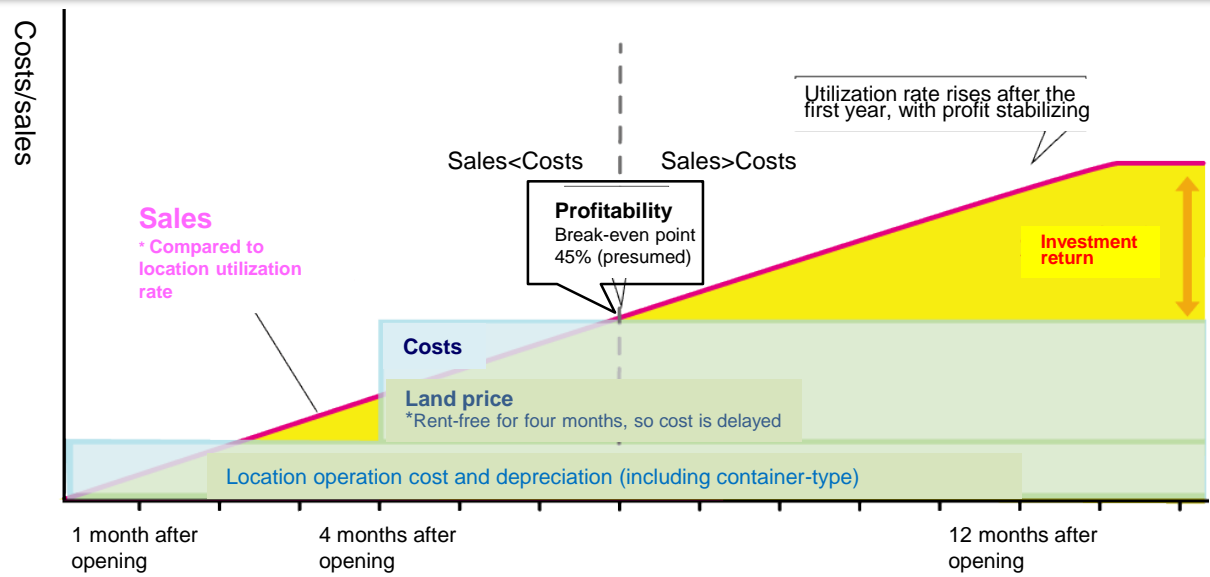 Costs/sales
Utilization rate rises after the
first year, with profit stabilizing
Sales<Costs
Sales>Costs
Profitability
Break-even point
45% (presumed)
Sales
* Compared to
location utilization
rate
Investment
return
Costs
Land price
*Rent-free for four months, so cost is delayed
Location operation cost and depreciation (including container-type)
1 month after
opening
4 months after
opening
12 months after
opening